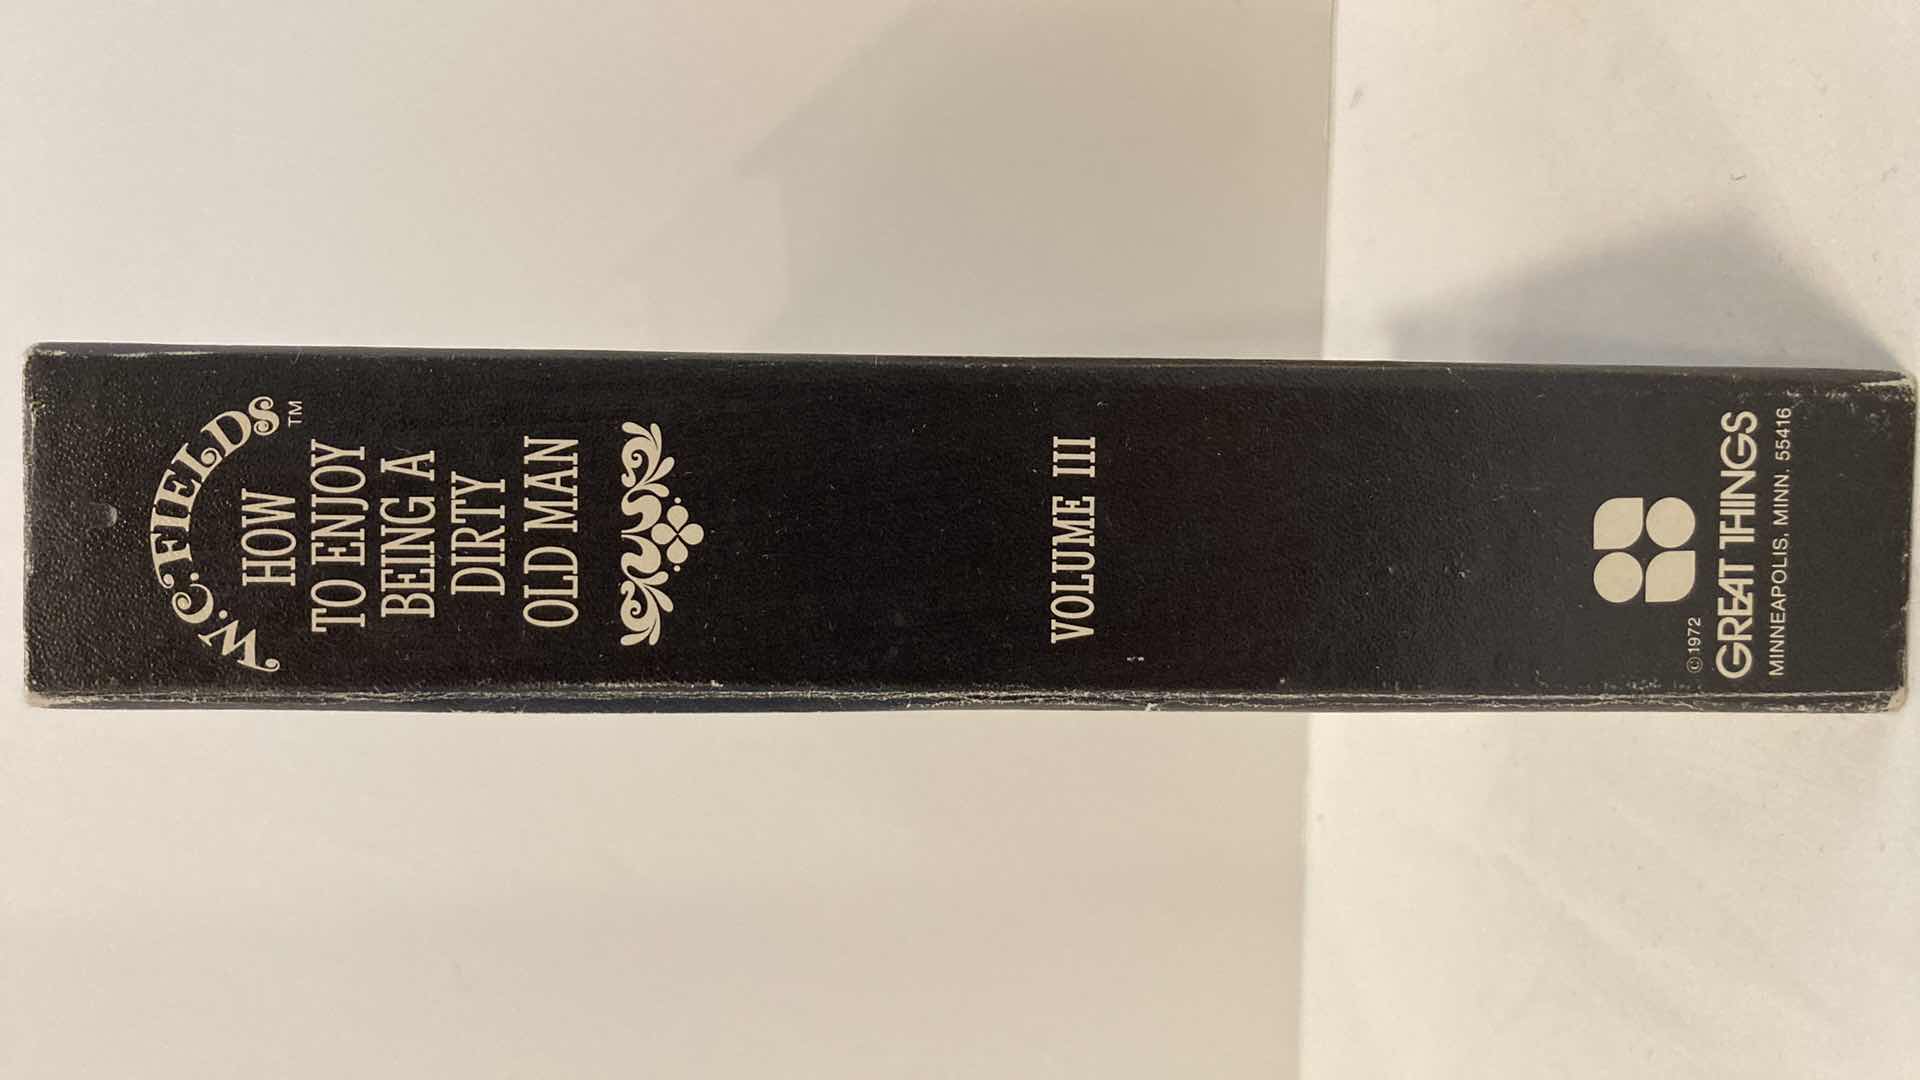 W.C. FIELDS™
HOW
TO ENJOY
BEING A
DIRTY
OLD MAN
VOLUME III
©1972
GREAT THINGS
MINNEAPOLIS, MINN. 55416